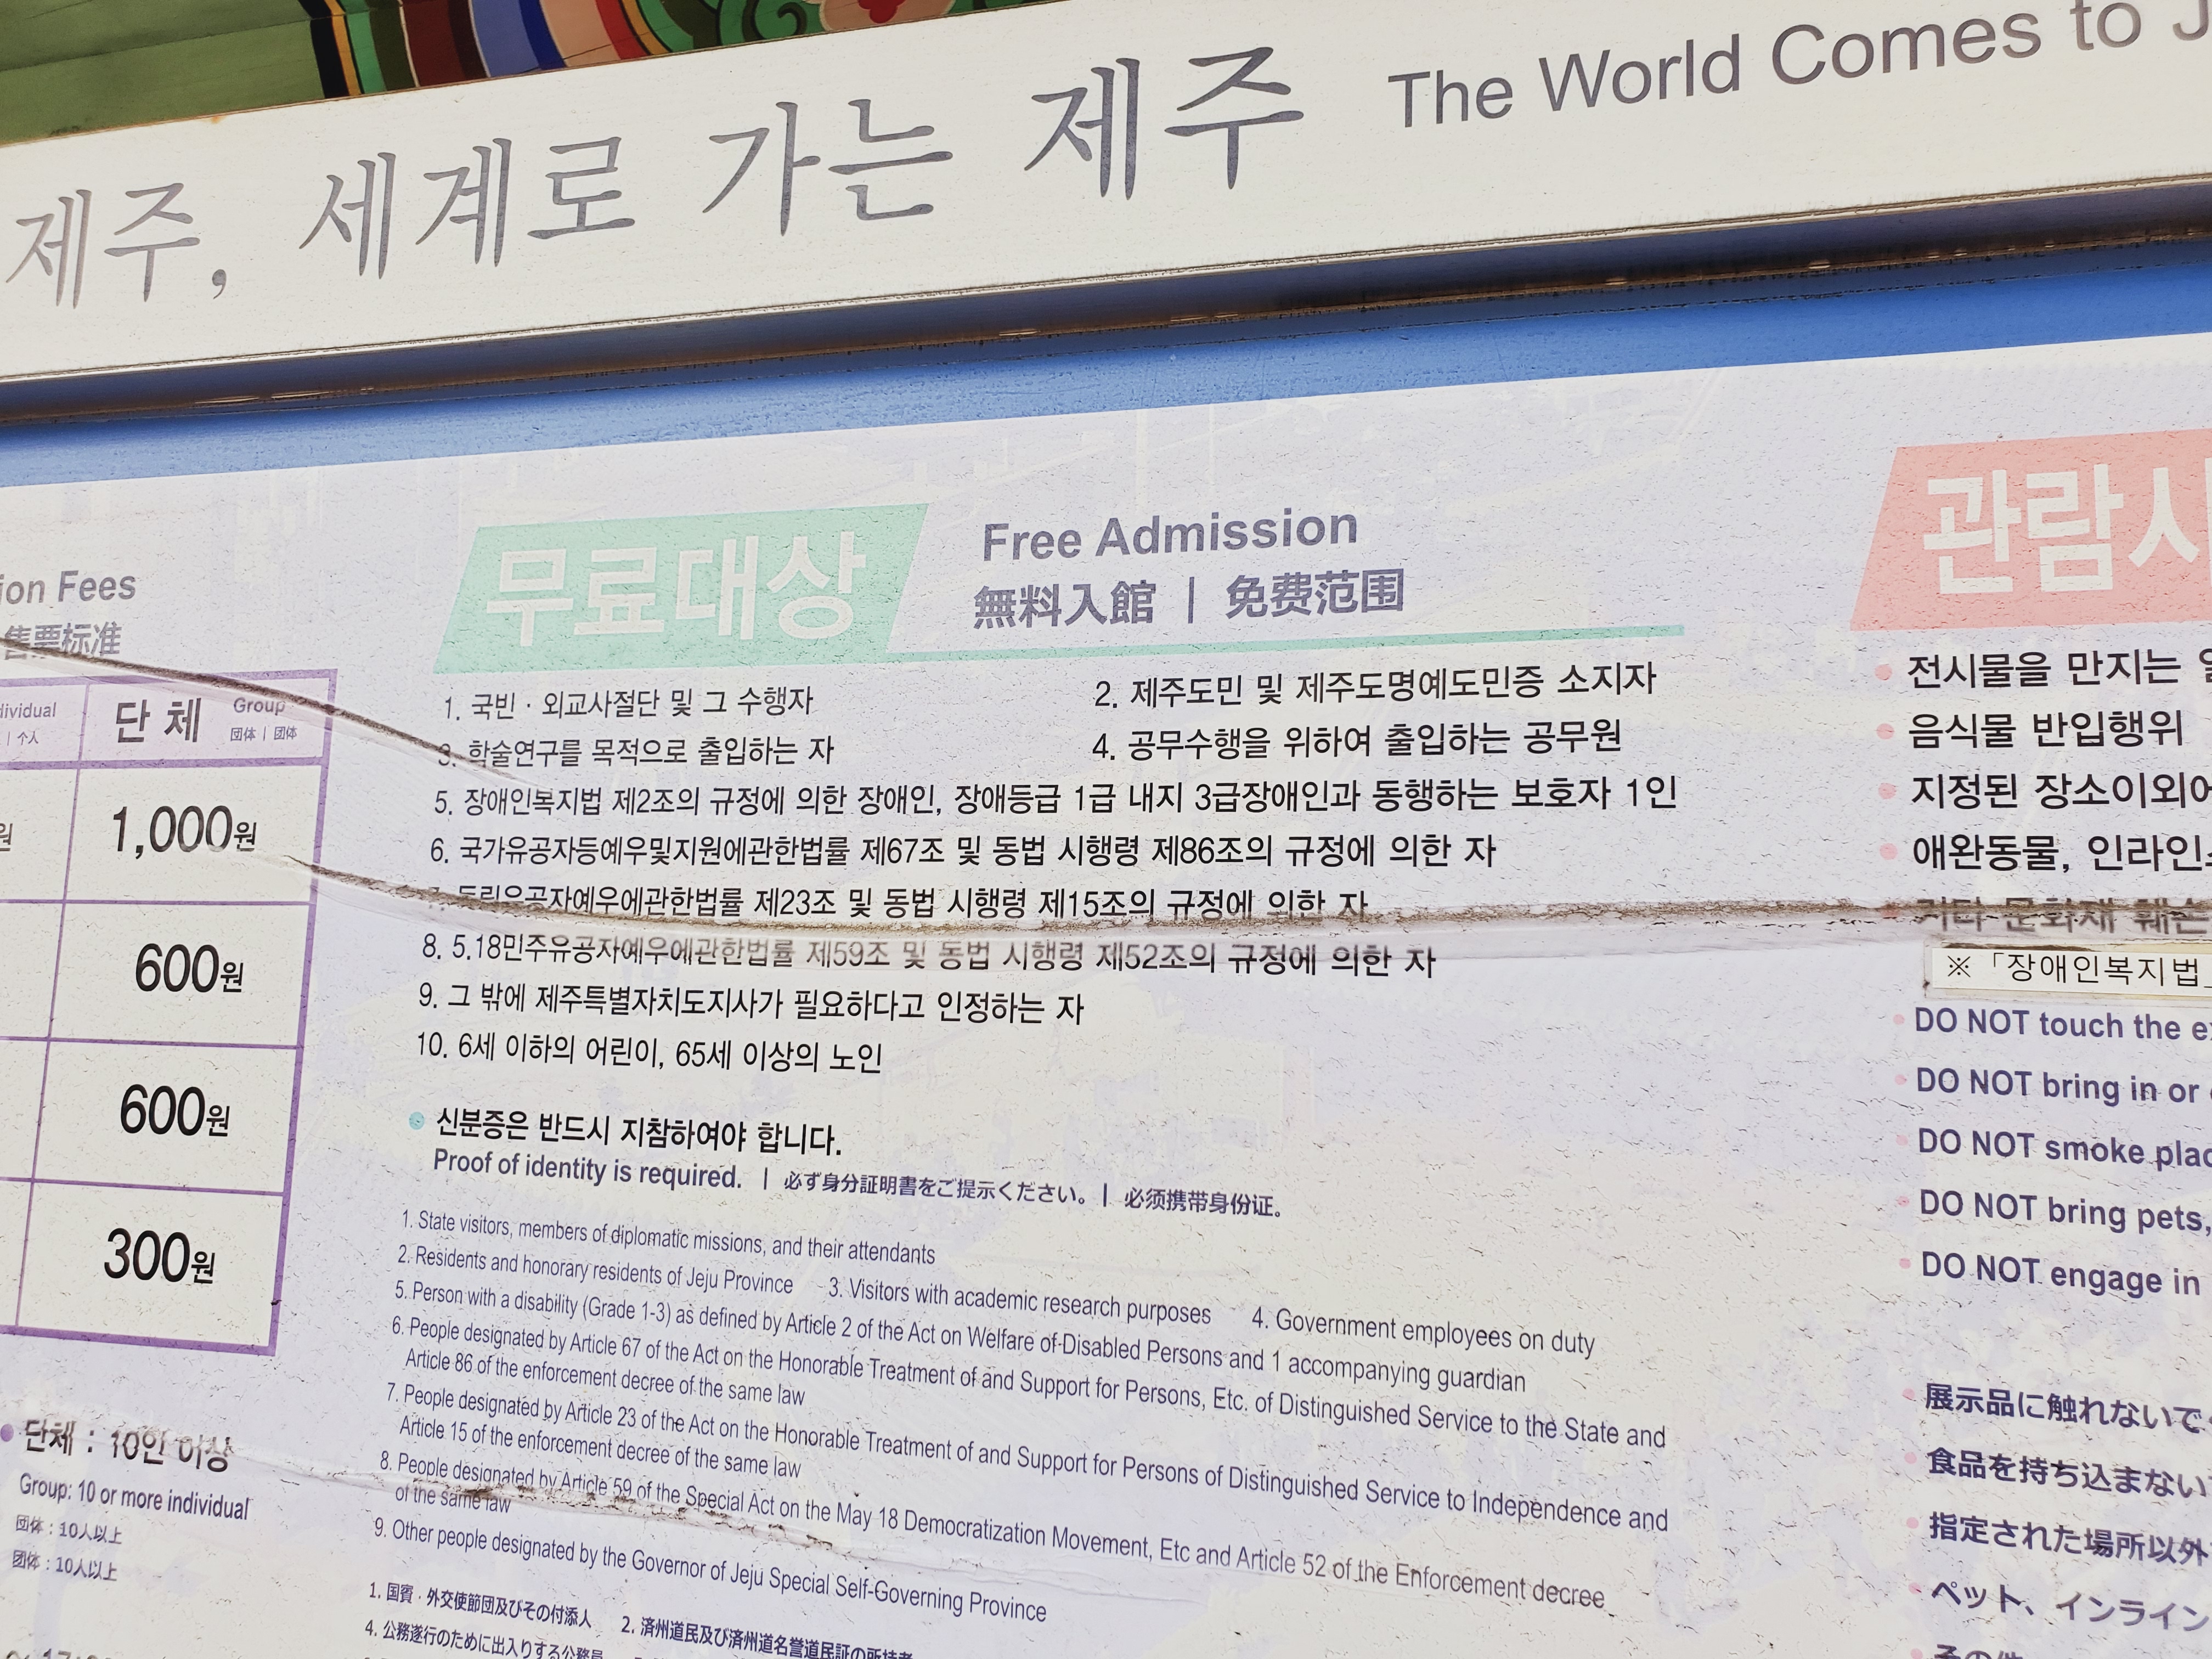 제주, 세계로 가는 제주 The World Comes to
Fees
售票标准
단체 Group
个人 団体 | 团体
1,000원
600원
600원
300원
단체 : 10인 이상
Group: 10 or more individual
団体 : 10人以上
团体 : 10人以上
무료대상 Free Admission
無料入館 | 免费范围
1. 국빈 · 외교사절단 및 그 수행자 2. 제주도민 및 제주도명예도민증 소지자
3. 학술연구를 목적으로 출입하는 자 4. 공무수행을 위하여 출입하는 공무원
5. 장애인복지법 제2조의 규정에 의한 장애인, 장애등급 1급 내지 3급장애인과 동행하는 보호자 1인
6. 국가유공자등예우및지원에관한법률 제67조 및 동법 시행령 제86조의 규정에 의한 자
7. 독립유공자예우에관한법률 제23조 및 동법 시행령 제15조의 규정에 의한 자
8. 5.18민주유공자예우에관한법률 제59조 및 동법 시행령 제52조의 규정에 의한 자
9. 그 밖에 제주특별자치도지사가 필요하다고 인정하는 자
10. 6세 이하의 어린이, 65세 이상의 노인
신분증은 반드시 지참하여야 합니다.
Proof of identity is required. | 必ず身分証明書をご提示ください。 | 必须携带身份证。
1. State visitors, members of diplomatic missions, and their attendants
2. Residents and honorary residents of Jeju Province 3. Visitors with academic research purposes 4. Government employees on duty
5. Person with a disability (Grade 1-3) as defined by Article 2 of the Act on Welfare of-Disabled Persons and 1 accompanying guardian
6. People designated by Article 67 of the Act on the Honorable Treatment of and Support for Persons, Etc. of Distinguished Service to the State and
Article 86 of the enforcement decree of the same law
7. People designated by Article 23 of the Act on the Honorable Treatment of and Support for Persons of Distinguished Service to Independence and
Article 15 of the enforcement decree of the same law
8. People designated by Article 59 of the Special Act on the May 18 Democratization Movement, Etc and Article 52 of the Enforcement decree
of the same law
9. Other people designated by the Governor of Jeju Special Self-Governing Province
1. 国賓 · 外交使節団及びその付添人 2. 済州道民及び済州道名誉道民証の所持者
4. 公務遂行のために出入りする公務員
관람시
전시물을 만지는
음식물 반입행위
지정된 장소이외에
애완동물, 인라인
기타 문화재 훼손
※「장애인복지법」
DO NOT touch the
DO NOT bring in or
DO NOT smoke
DO NOT bring pets,
DO NOT engage in
展示品に触れないで
食品を持ち込まない
指定された場所以外
ペット、インライン